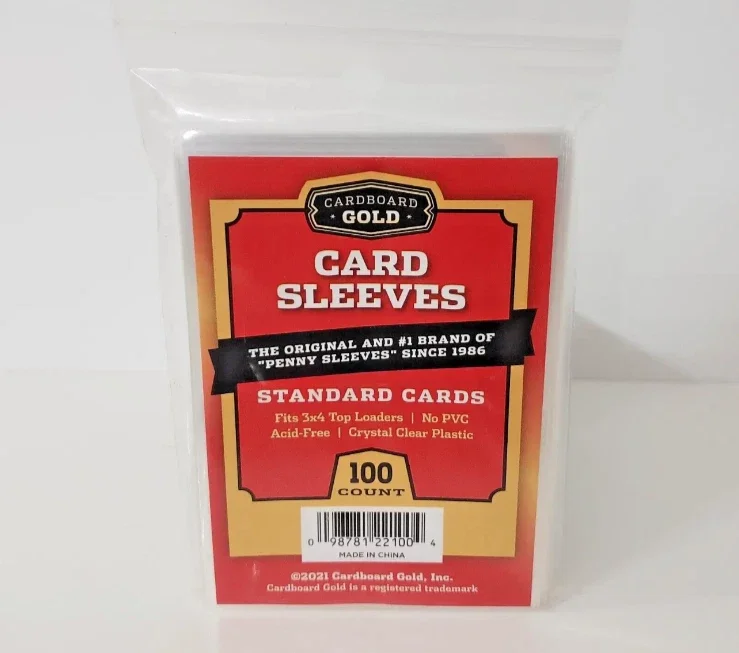 CARDBOARD
GOLD
CARD
SLEEVES
THE ORIGINAL AND #1 BRAND OF
"PENNY SLEEVES" SINCE 1986
STANDARD CARDS
Fits 3x4 Top Loaders | No PVC
Acid-Free | Crystal Clear Plastic
100
COUNT
0 98781 22100 4
MADE IN CHINA
©2021 Cardboard Gold, Inc.
Cardboard Gold is a registered trademark